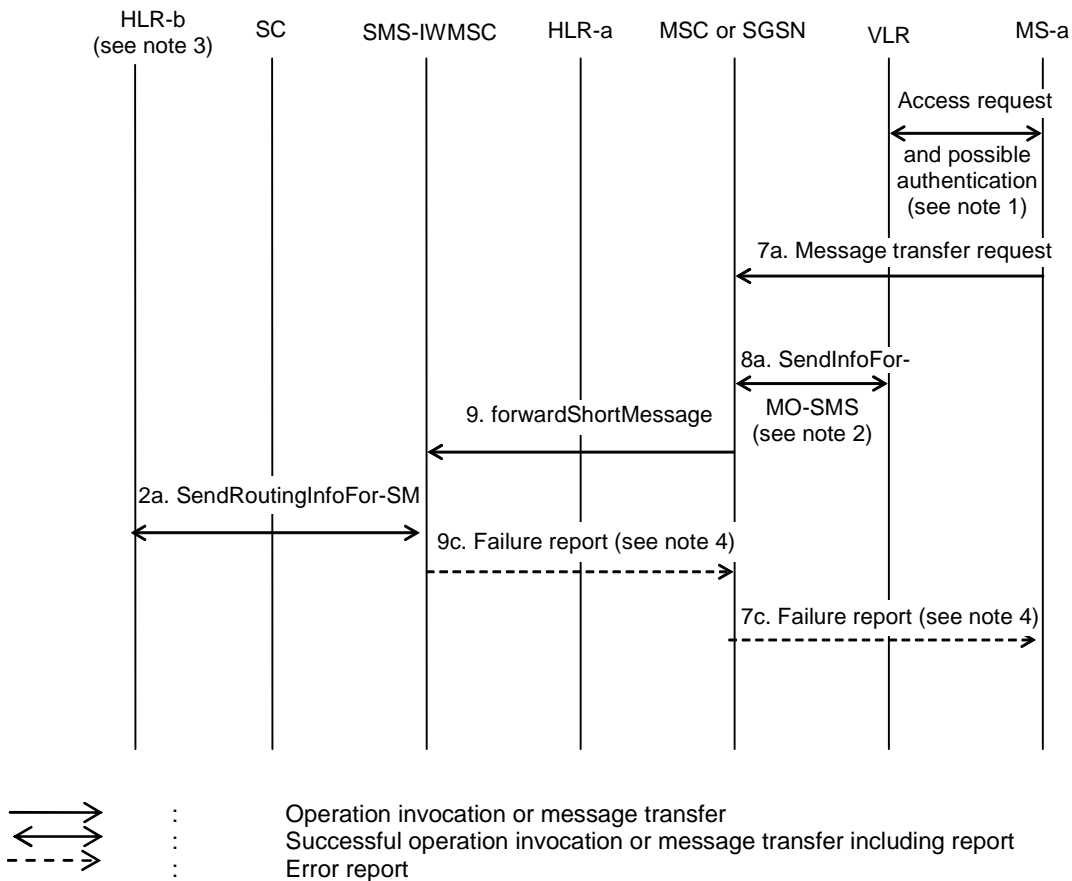 HLR-b
(see note 3)
SC
SMS-IWMSC
HLR-a
MSC or SGSN
VLR
MS-a
Access request
and possible
authentication
(see note 1)
7a. Message transfer request
8a. SendInfoFor-
MO-SMS
(see note 2)
9. forwardShortMessage
2a. SendRoutingInfoFor-SM
9c. Failure report (see note 4)
7c. Failure report (see note 4)
: Operation invocation or message transfer
: Successful operation invocation or message transfer including report
: Error report